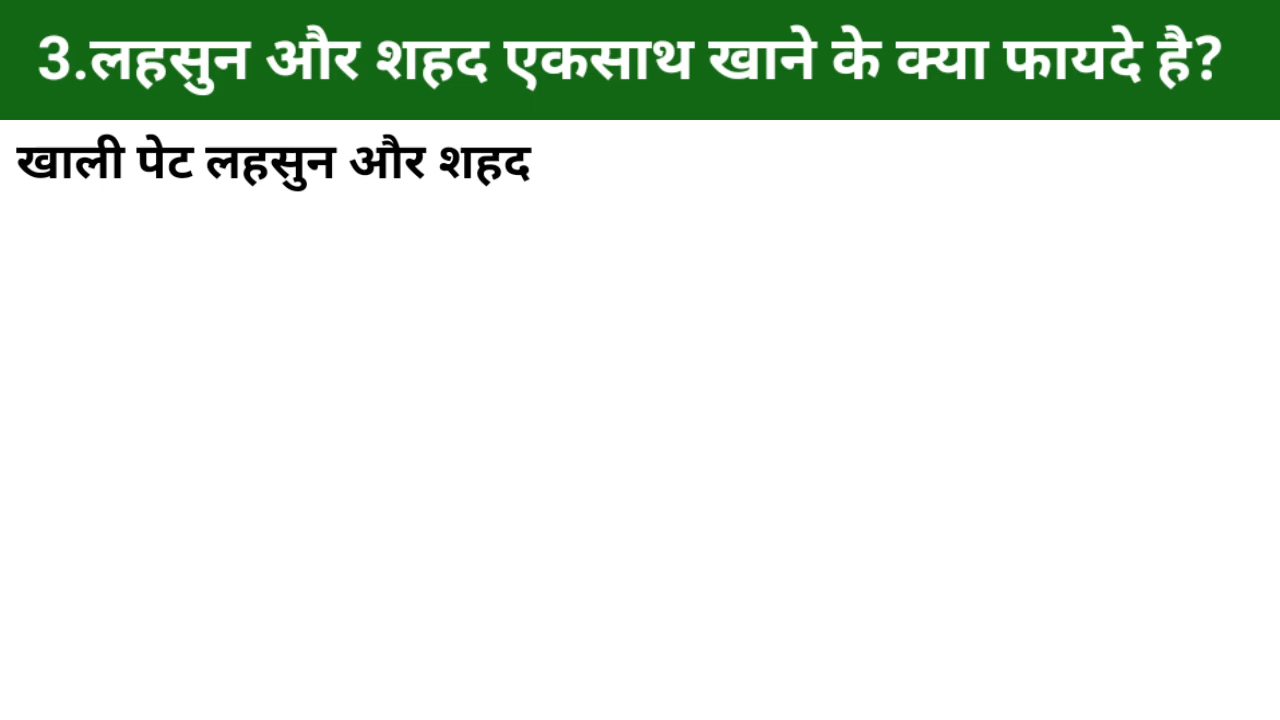 3.लहसुन और शहद एकसाथ खाने के क्या फायदे है?
खाली पेट लहसुन और शहद